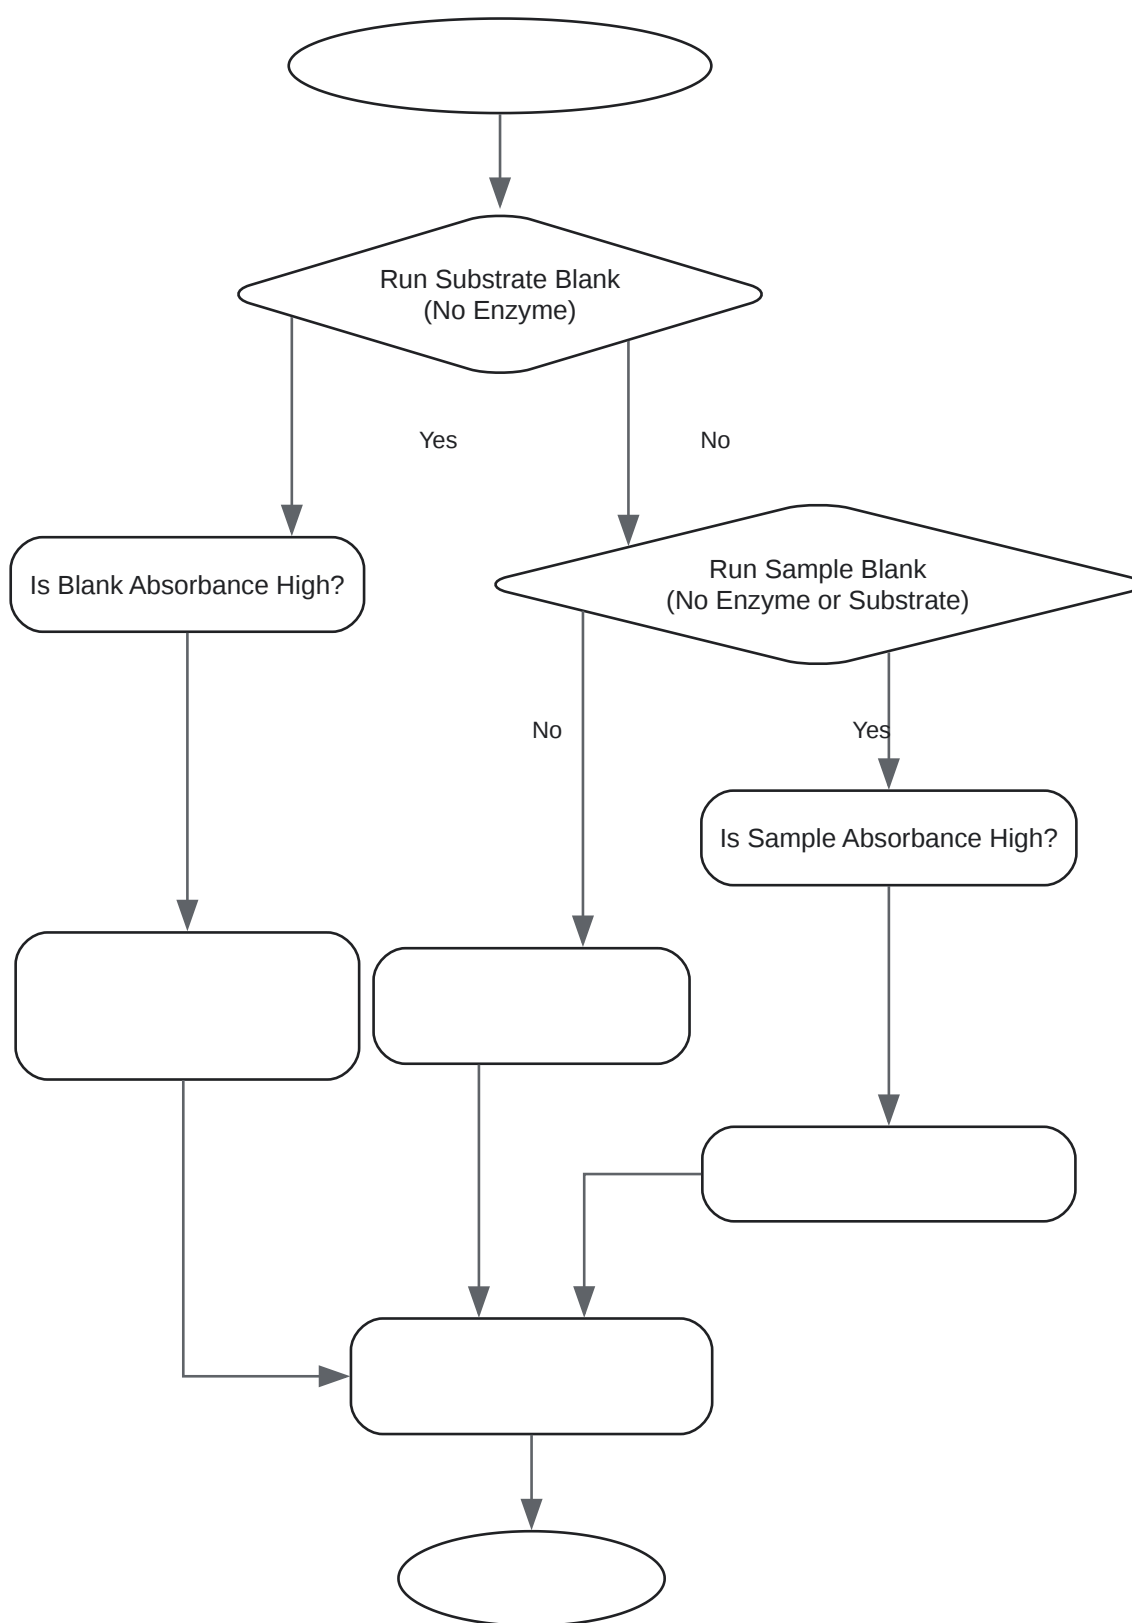 Run Substrate Blank
(No Enzyme)
Yes
No
Is Blank Absorbance High?
Run Sample Blank
(No Enzyme or Substrate)
No
Yes
Is Sample Absorbance High?